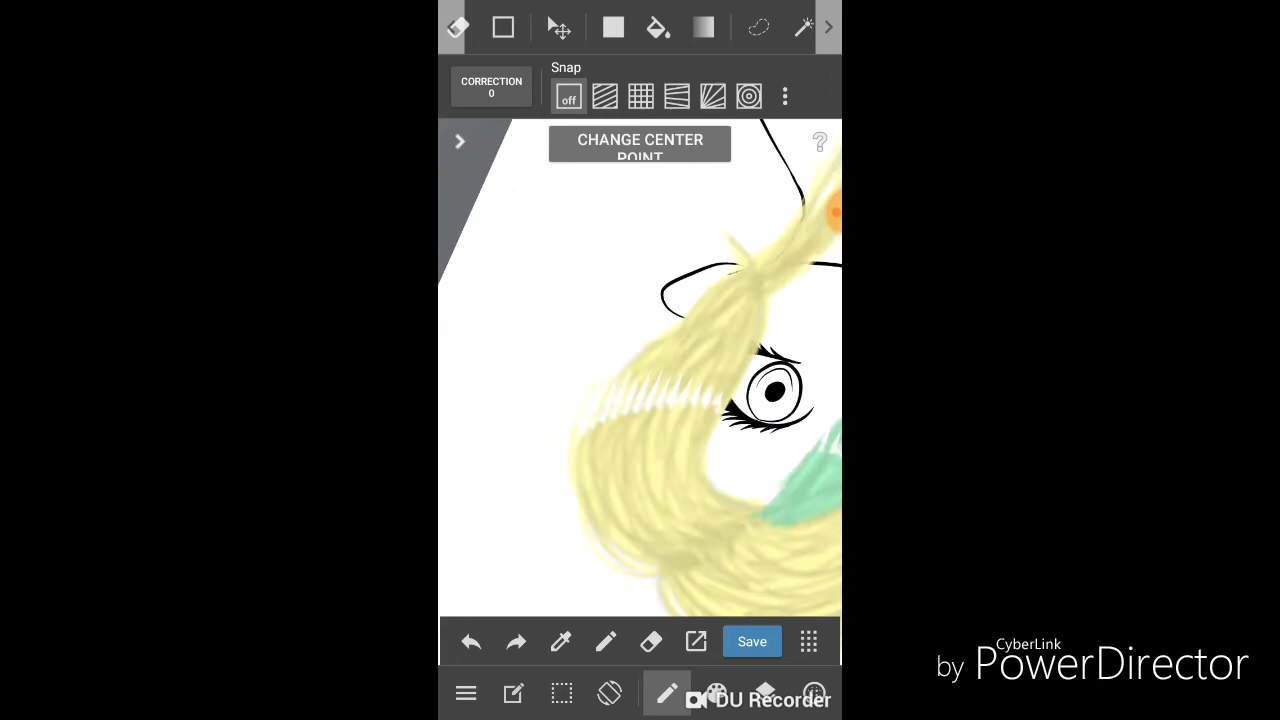 CORRECTION
0
Snap
off
CHANGE CENTER
POINT
Save
DU Recorder
CyberLink
by PowerDirector